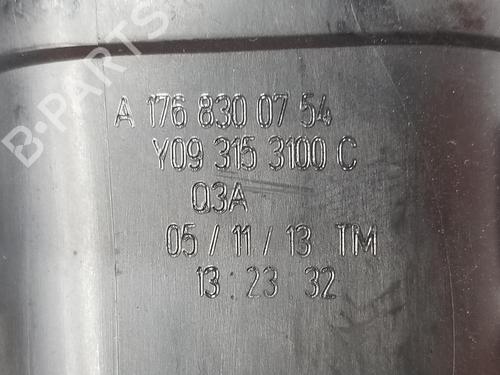 B-PARTS
A 176 830 07 54
Y09 315 3100 C
Q3A
05 / 11 / 13 TM
13 : 23 32